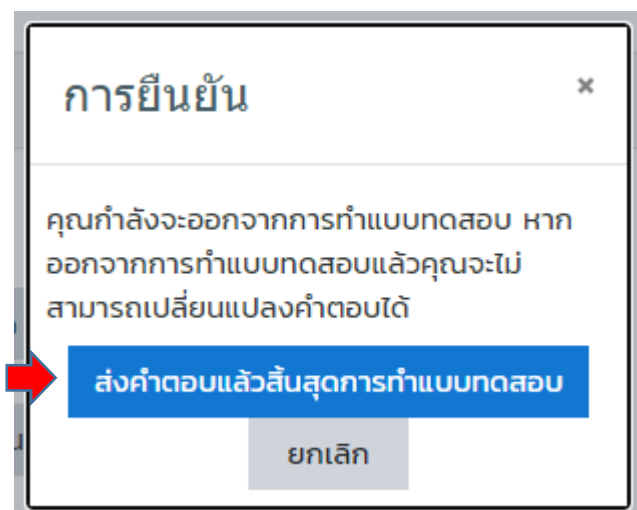 การยืนยัน
×
คุณกำลังจะออกจากการทำแบบทดสอบ หาก
ออกจากการทำแบบทดสอบแล้วคุณจะไม่
สามารถเปลี่ยนแปลงคำตอบได้
ส่งคำตอบแล้วสิ้นสุดการทำแบบทดสอบ
ยกเลิก